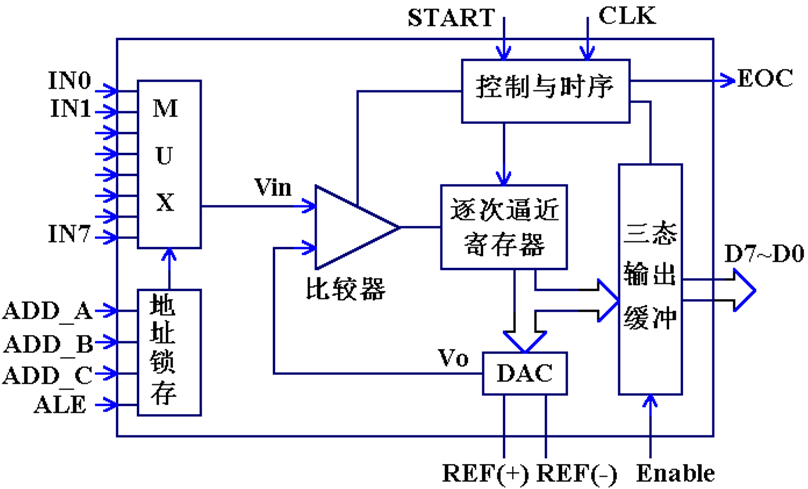 START
CLK
IN0
IN1
IN7
M
U
X
控制与时序
EOC
Vin
比较器
逐次逼近
寄存器
三态
输出
缓冲
D7~D0
ADD_A
ADD_B
ADD_C
ALE
地
址
锁
存
Vo
DAC
REF(+)
REF(-)
Enable